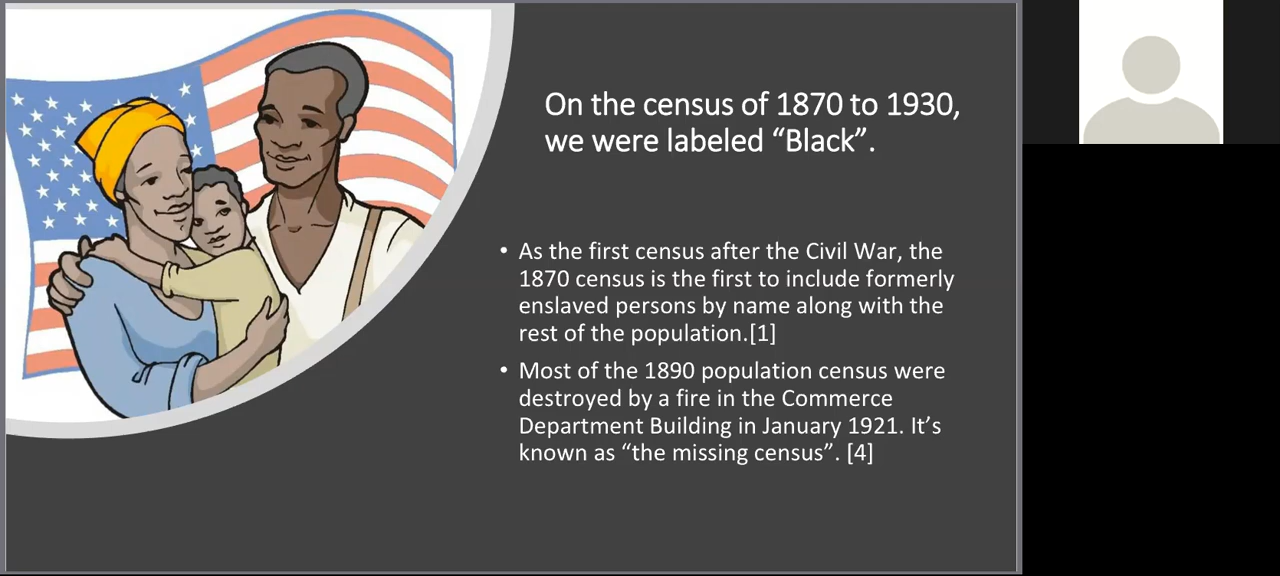 On the census of 1870 to 1930,
we were labeled “Black”.
• As the first census after the Civil War, the
1870 census is the first to include formerly
enslaved persons by name along with the
rest of the population.[1]
• Most of the 1890 population census were
destroyed by a fire in the Commerce
Department Building in January 1921. It’s
known as “the missing census”. [4]